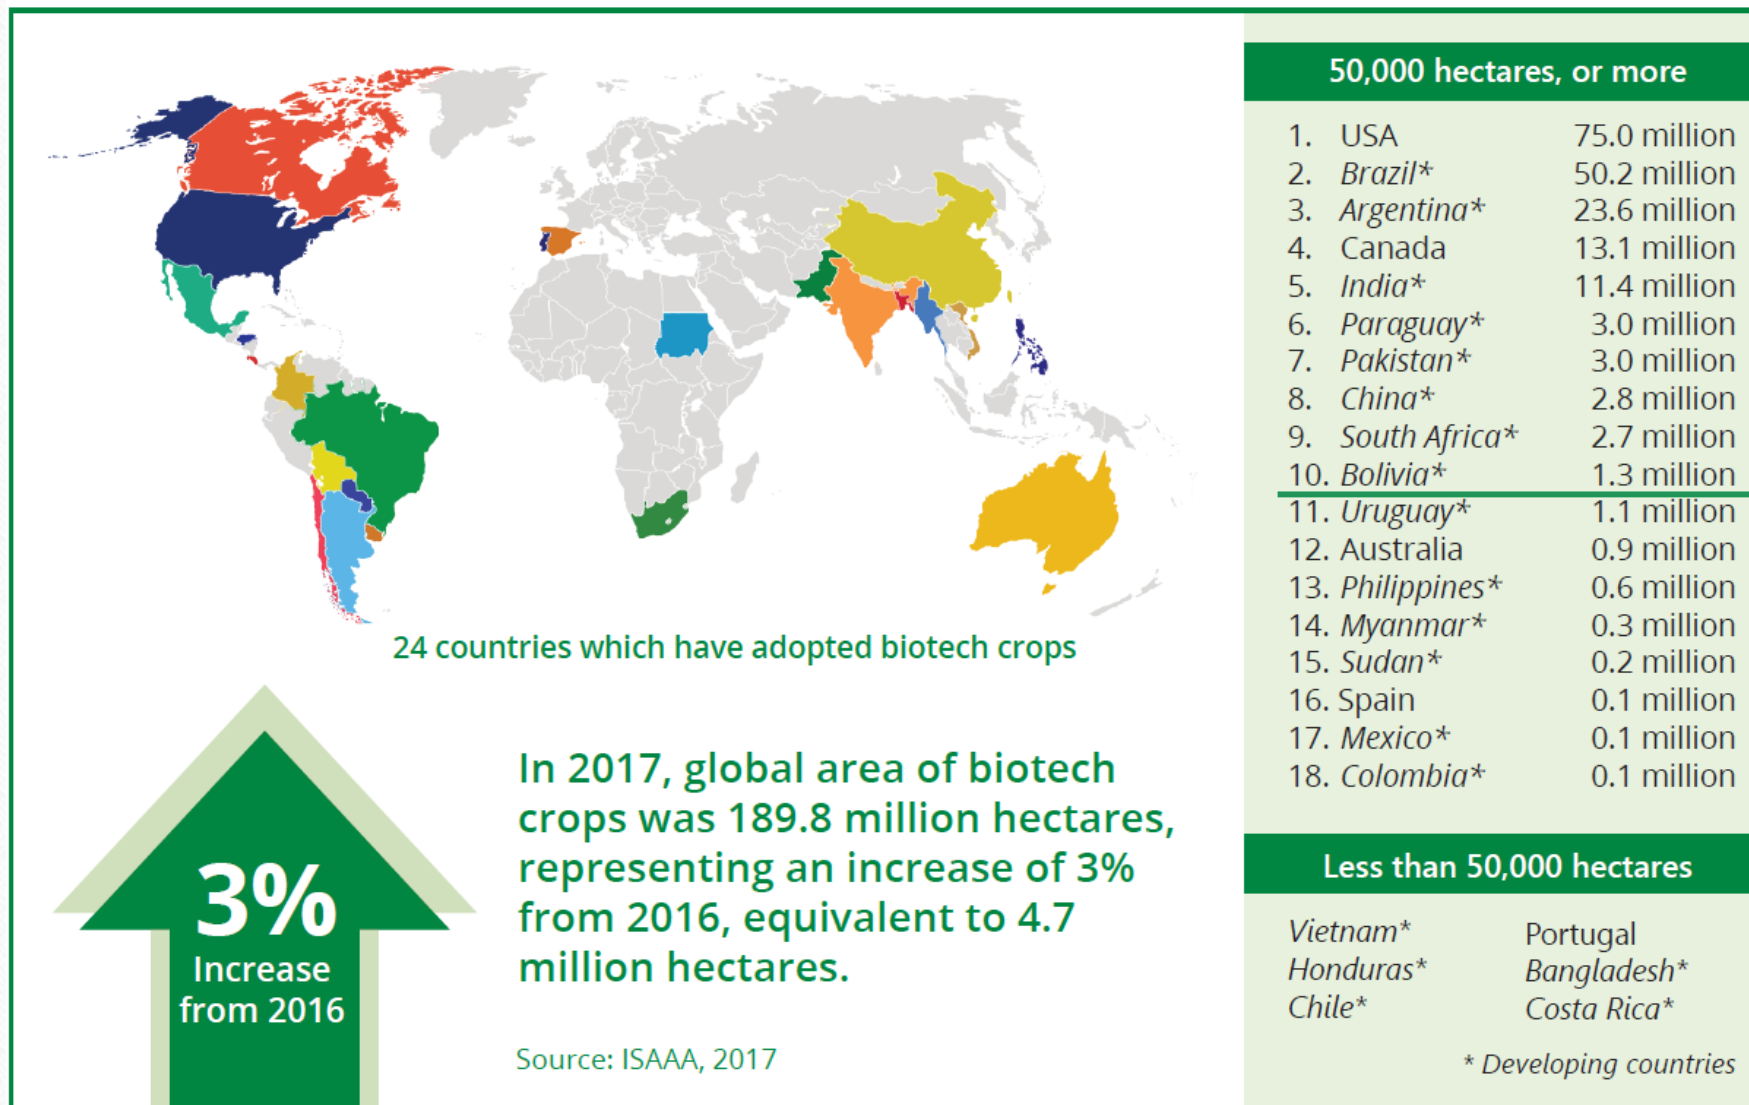 50,000 hectares, or more
1. USA 75.0 million
2. Brazil* 50.2 million
3. Argentina* 23.6 million
4. Canada 13.1 million
5. India* 11.4 million
6. Paraguay* 3.0 million
7. Pakistan* 3.0 million
8. China* 2.8 million
9. South Africa* 2.7 million
10. Bolivia* 1.3 million
11. Uruguay* 1.1 million
12. Australia 0.9 million
13. Philippines* 0.6 million
14. Myanmar* 0.3 million
15. Sudan* 0.2 million
16. Spain 0.1 million
17. Mexico* 0.1 million
18. Colombia* 0.1 million
24 countries which have adopted biotech crops
3%
Increase
from 2016
In 2017, global area of biotech
crops was 189.8 million hectares,
representing an increase of 3%
from 2016, equivalent to 4.7
million hectares.
Source: ISAAA, 2017
Less than 50,000 hectares
Vietnam* Portugal
Honduras* Bangladesh*
Chile* Costa Rica*
* Developing countries